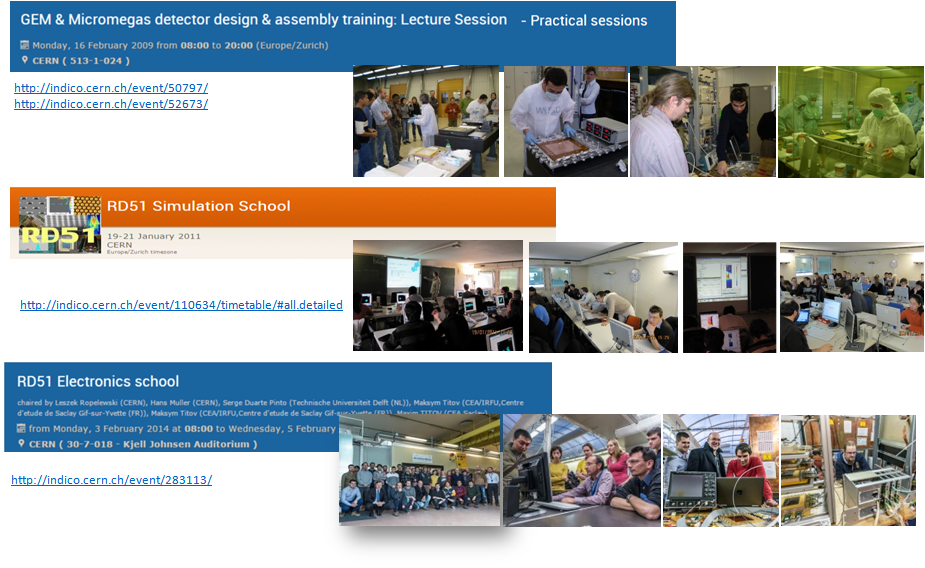 GEM & Micromegas detector design & assembly training: Lecture Session - Practical sessions
Monday, 16 February 2009 from 08:00 to 20:00 (Europe/Zurich)
CERN ( 513-1-024 )
http://indico.cern.ch/event/50797/
http://indico.cern.ch/event/52673/
RD51 Simulation School
RD51
19-21 January 2011
CERN
Europe/Zurich timezone
http://indico.cern.ch/event/110634/timetable/#all.detailed
RD51 Electronics school
chaired by Leszek Ropelewski (CERN), Hans Muller (CERN), Serge Duarte Pinto (Technische Universiteit Delft (NL)), Maksym Titov (CEA/IRFU,Centre
d'etude de Saclay Gif-sur-Yvette (FR)), Maksym Titov (CEA/IRFU,Centre d'etude de Saclay Gif-sur-Yvette (FR)), Maxim TITOV (CEA Saclay)
from Monday, 3 February 2014 at 08:00 to Wednesday, 5 February
CERN ( 30-7-018 - Kjell Johnsen Auditorium )
http://indico.cern.ch/event/283113/